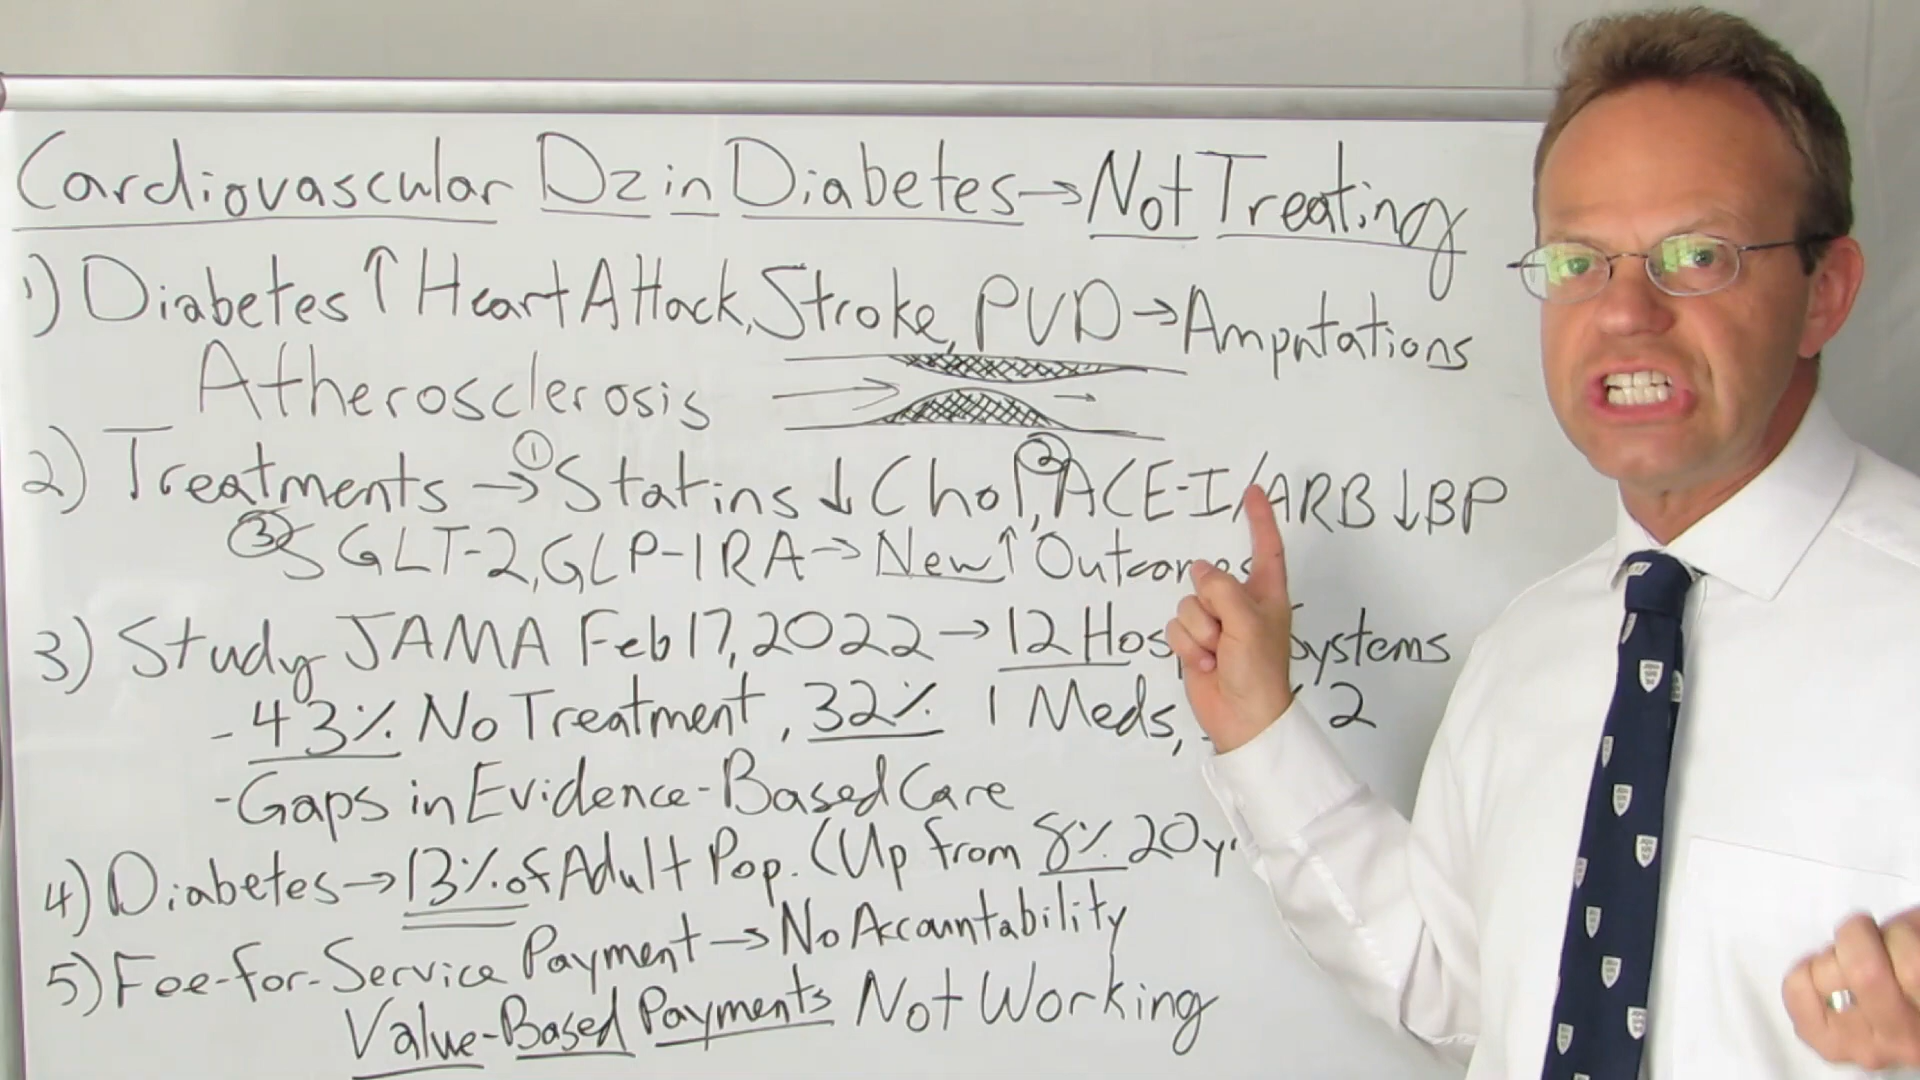 Cardiovascular Dz in Diabetes → Not Treating
1) Diabetes ↑ Heart Attack, Stroke, PVD → Amputations
Atherosclerosis
2) Treatments → ① Statins ↓ Chol, ② ACE-I/ARB ↓ BP
③ SGLT-2, GLP-1RA → New ↑ Outcomes
3) Study JAMA Feb 17, 2022 → 12 Hosp Systems
- 43% No Treatment, 32% 1 Meds, 2
- Gaps in Evidence-Based Care
4) Diabetes → 13% of Adult Pop. (Up from 8% 20y
5) Fee-for-Service Payment → No Accountability
Value-Based Payments Not Working